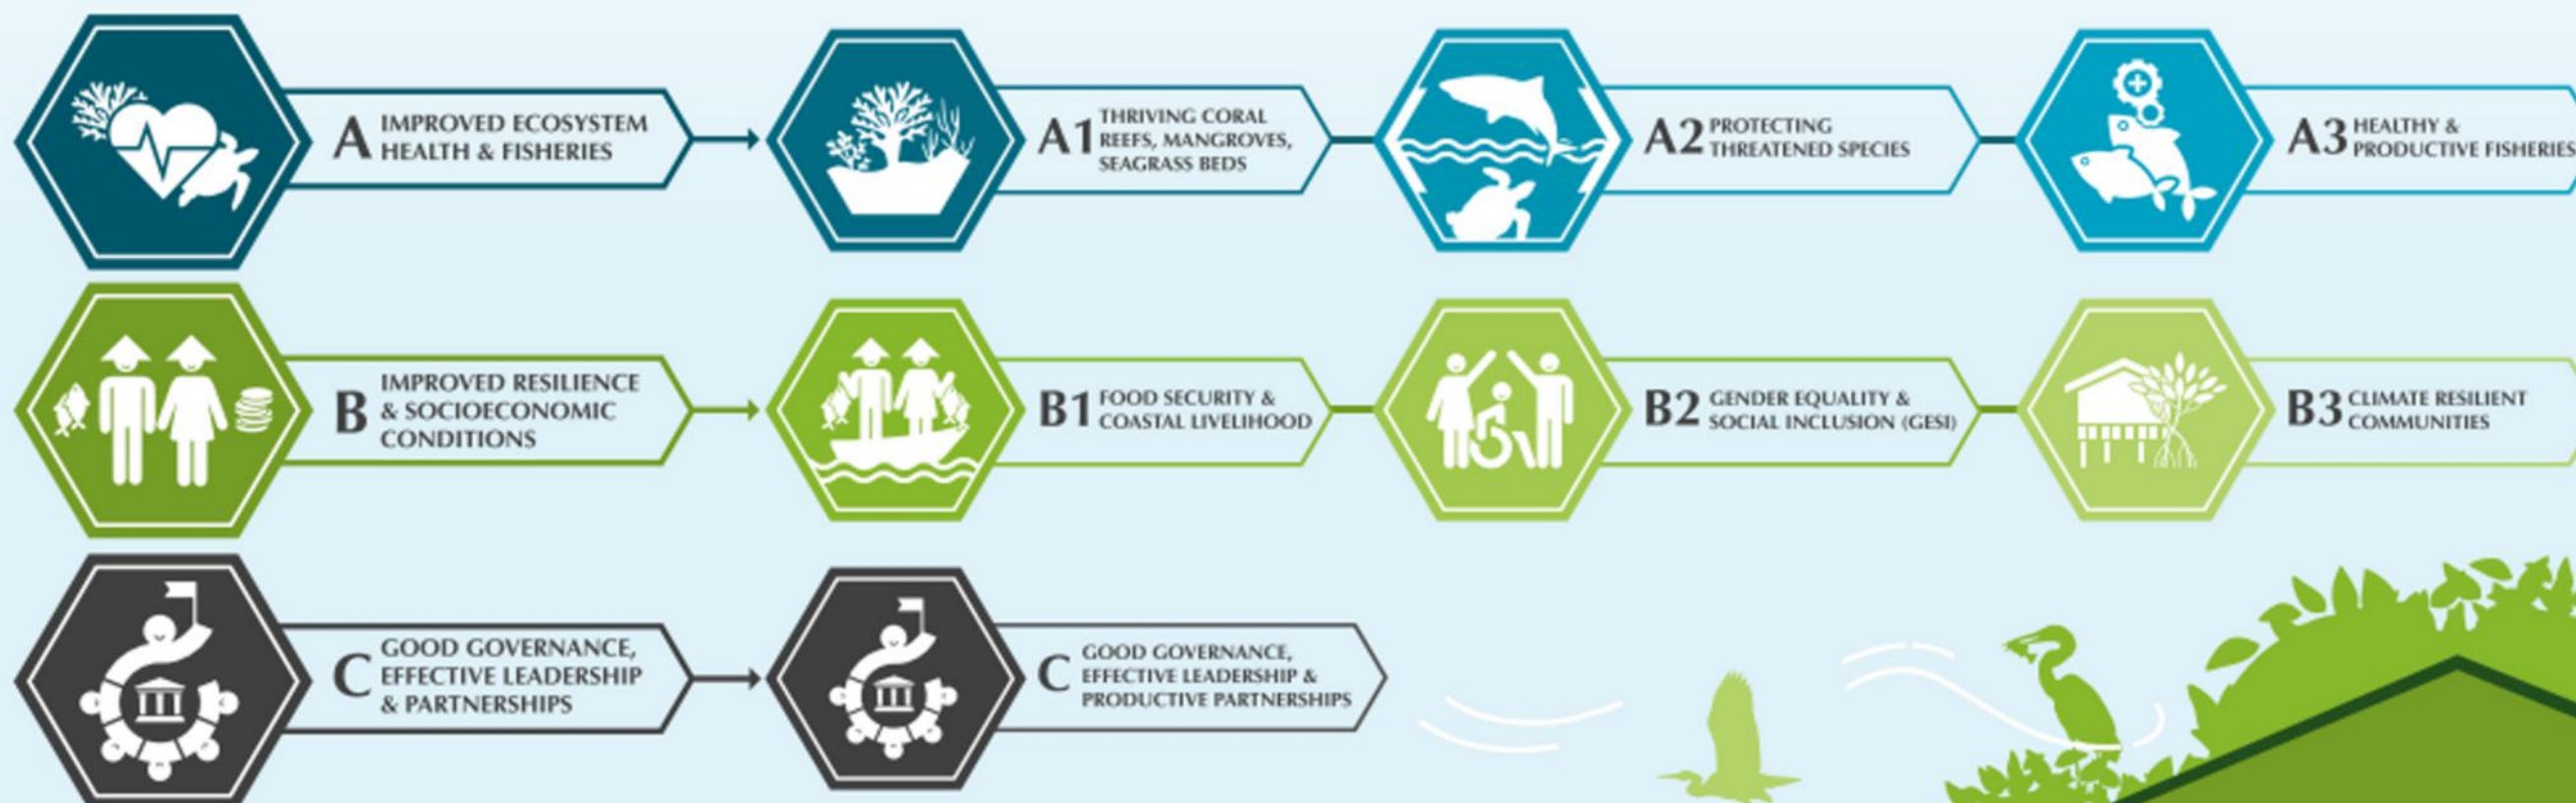 A IMPROVED ECOSYSTEM
HEALTH & FISHERIES
A1 THRIVING CORAL
REEFS, MANGROVES,
SEAGRASS BEDS
A2 PROTECTING
THREATENED SPECIES
A3 HEALTHY &
PRODUCTIVE FISHERIES
B IMPROVED RESILIENCE
& SOCIOECONOMIC
CONDITIONS
B1 FOOD SECURITY &
COASTAL LIVELIHOOD
B2 GENDER EQUALITY &
SOCIAL INCLUSION (GESI)
B3 CLIMATE RESILIENT
COMMUNITIES
C GOOD GOVERNANCE,
EFFECTIVE LEADERSHIP
& PARTNERSHIPS
C GOOD GOVERNANCE,
EFFECTIVE LEADERSHIP &
PRODUCTIVE PARTNERSHIPS